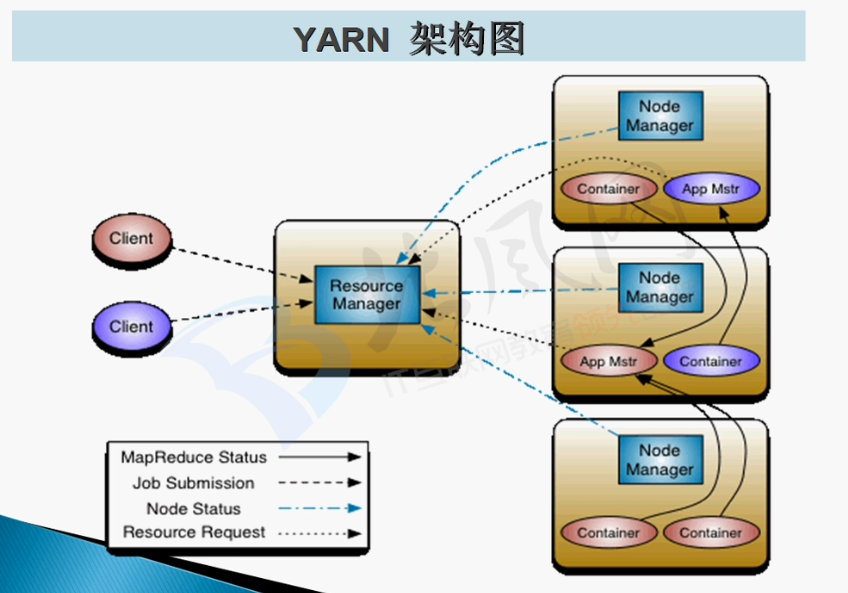 YARN 架构图
Node
Manager
Container
App Mstr
Client
Client
Resource
Manager
Node
Manager
App Mstr
Container
Node
Manager
Container
Container
MapReduce Status
Job Submission
Node Status
Resource Request